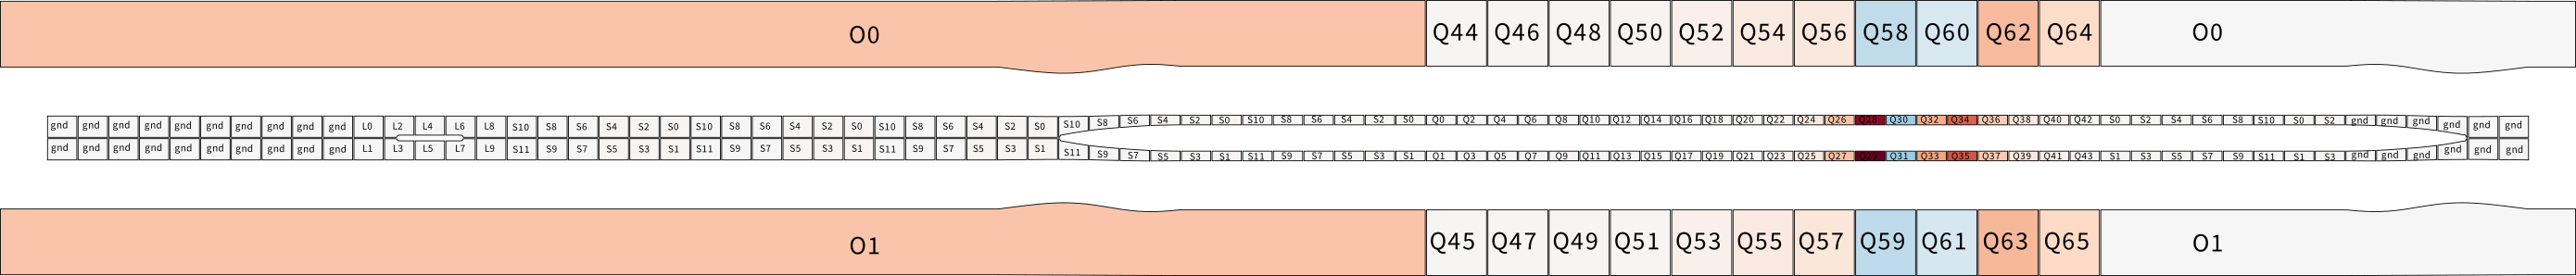 O0 Q44 Q46 Q48 Q50 Q52 Q54 Q56 Q58 Q60 Q62 Q64 O0
gnd gnd gnd gnd gnd gnd gnd gnd gnd gnd L0 L2 L4 L6 L8 S10 S8 S6 S4 S2 S0 S10 S8 S6 S4 S2 S0 S10 S8 S6 S4 S2 S0 S10 S8 S6 S4 S2 S0 S10 S8 S6 S4 S2 S0 Q0 Q2 Q4 Q6 Q8 Q10 Q12 Q14 Q16 Q18 Q20 Q22 Q24 Q26 Q28 Q30 Q32 Q34 Q36 Q38 Q40 Q42 S0 S2 S4 S6 S8 S10 S0 S2 gnd gnd gnd gnd gnd gnd
gnd gnd gnd gnd gnd gnd gnd gnd gnd gnd L1 L3 L5 L7 L9 S11 S9 S7 S5 S3 S1 S11 S9 S7 S5 S3 S1 S11 S9 S7 S5 S3 S1 S11 S9 S7 S5 S3 S1 S11 S9 S7 S5 S3 S1 Q1 Q3 Q5 Q7 Q9 Q11 Q13 Q15 Q17 Q19 Q21 Q23 Q25 Q27 Q29 Q31 Q33 Q35 Q37 Q39 Q41 Q43 S1 S3 S5 S7 S9 S11 S1 S3 gnd gnd gnd gnd gnd gnd
O1 Q45 Q47 Q49 Q51 Q53 Q55 Q57 Q59 Q61 Q63 Q65 O1